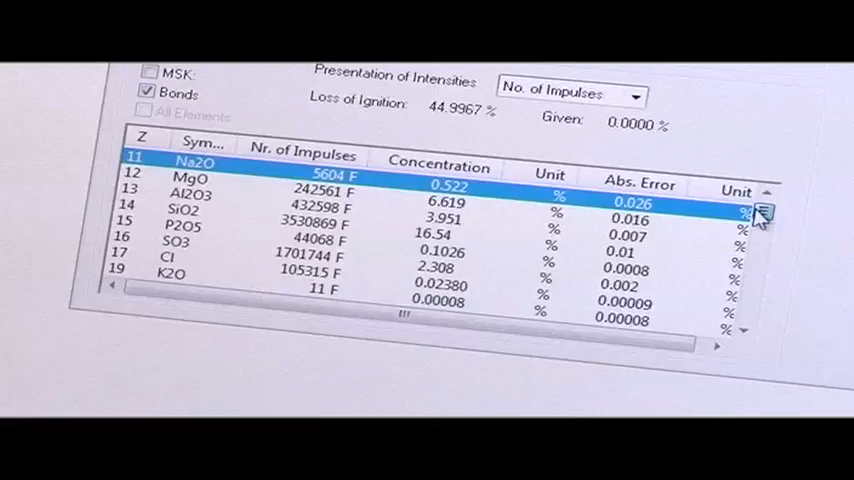 MSK:
Presentation of Intensities No. of Impulses
Bonds
Loss of Ignition: 44.9967 % Given: 0.0000 %
All Elements
Z Sym... Nr. of Impulses Concentration Unit Abs. Error Unit
11 Na2O 5604 F 0.522 % 0.026 %
12 MgO 242561 F 6.619 % 0.016 %
13 Al2O3 432598 F 3.951 % 0.007 %
14 SiO2 3530869 F 16.54 % 0.01 %
15 P2O5 44068 F 0.1026 % 0.0008 %
16 SO3 1701744 F 2.308 % 0.002 %
17 Cl 105315 F 0.02380 % 0.00009 %
19 K2O 11 F 0.00008 % 0.00008 %